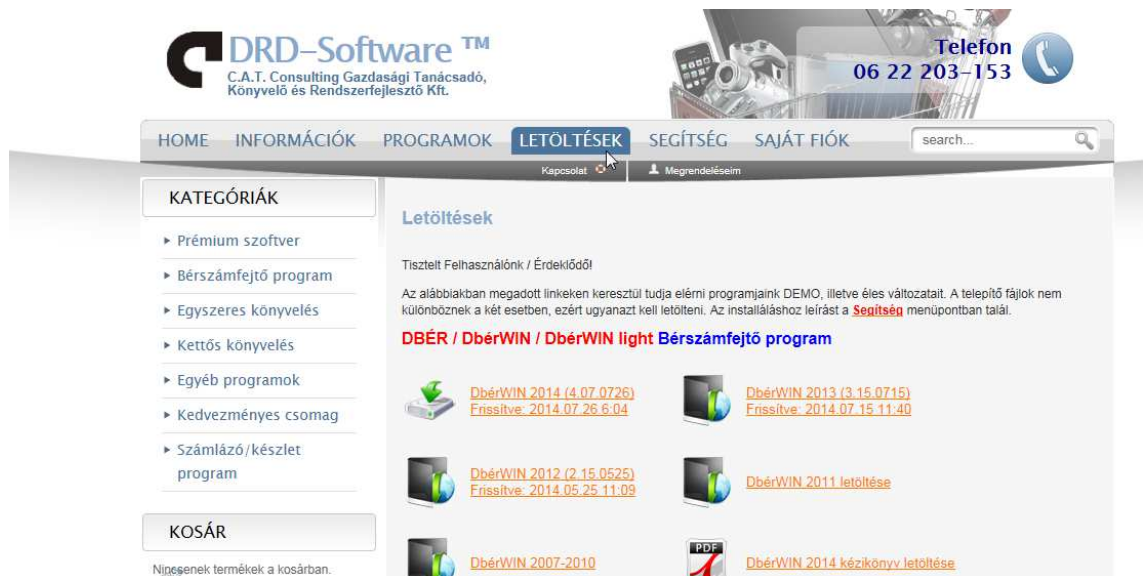 DRD–Software ™
C.A.T. Consulting Gazdasági Tanácsadó,
Könyvelő és Rendszerfejlesztő Kft.
Telefon
06 22 203–153
HOME INFORMÁCIÓK PROGRAMOK LETÖLTÉSEK SEGÍTSÉG SAJÁT FIÓK search...
Kapcsolat Megrendeléseim
KATEGÓRIÁK
Prémium szoftver
Bérszámfejtő program
Egyszeres könyvelés
Kettős könyvelés
Egyéb programok
Kedvezményes csomag
Számlázó/készlet
program
KOSÁR
Nincsenek termékek a kosárban.
Letöltések
Tisztelt Felhasználónk / Érdeklődő!
Az alábbiakban megadott linkeken keresztül tudja elérni programjaink DEMO, illetve éles változatait. A telepítő fájlok nem
különböznek a két esetben, ezért ugyanazt kell letölteni. Az installáláshoz leírást a Segítség menüpontban talál.
DBÉR / DbérWIN / DbérWIN light Bérszámfejtő program
DbérWIN 2014 (4.07.0726)
Frissítve: 2014.07.26 6:04
DbérWIN 2013 (3.15.0715)
Frissítve: 2014.07.15 11:40
DbérWIN 2012 (2.15.0525)
Frissítve: 2014.05.25 11:09
DbérWIN 2011 letöltése
DbérWIN 2007-2010
PDF
DbérWIN 2014 kézikönyv letöltése